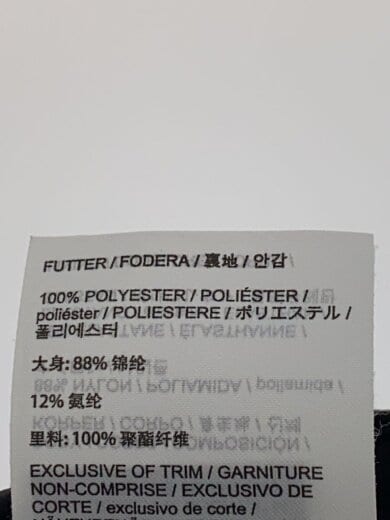 FUTTER / FODERA / 裏地 / 안감
100% POLYESTER / POLIÉSTER /
poliéster / POLIESTERE / ポリエステル /
폴리에스터
大身: 88% 锦纶
12% 氨纶
里料: 100% 聚酯纤维
EXCLUSIVE OF TRIM / GARNITURE
NON-COMPRISE / EXCLUSIVO DE
CORTE / exclusivo de corte /